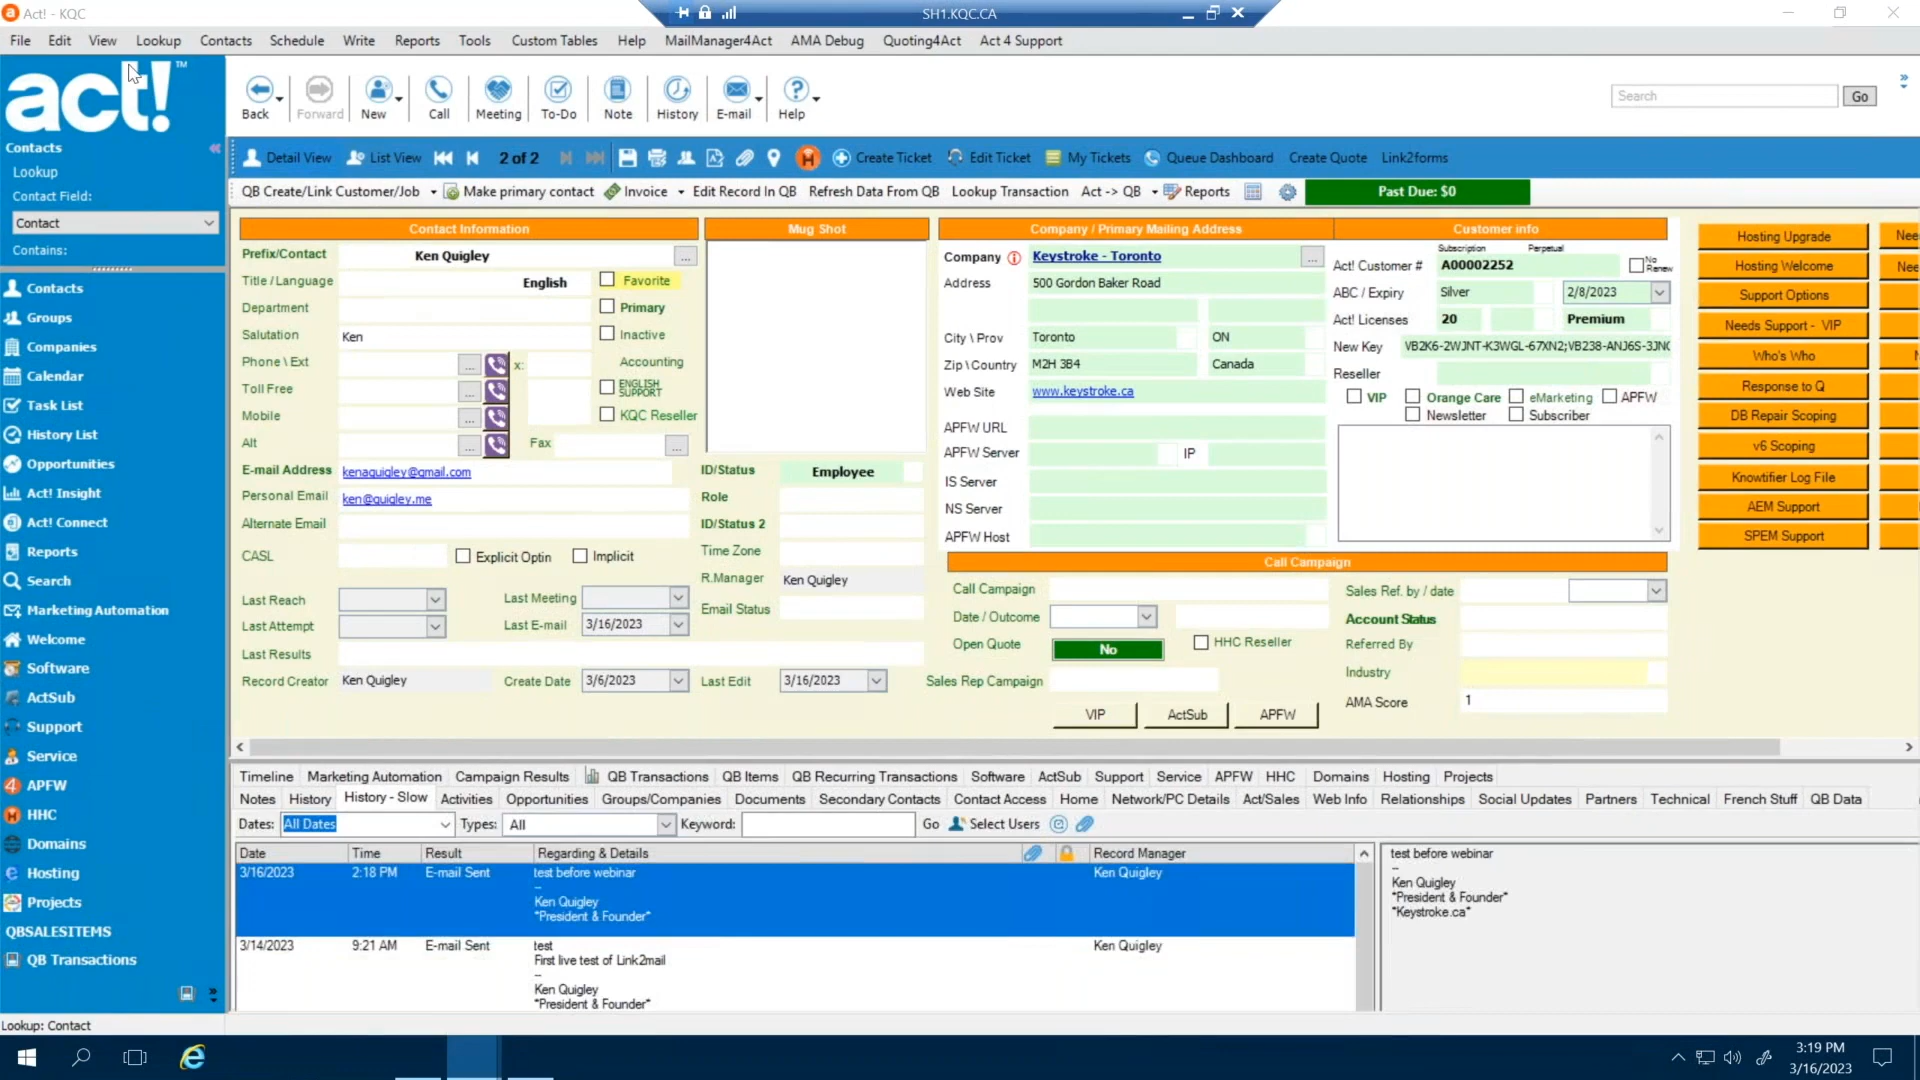 Act! - KQC
SH1.KQC.CA
File Edit View Lookup Contacts Schedule Write Reports Tools Custom Tables Help MailManager4Act AMA Debug Quoting4Act Act 4 Support
act! TM
Back Forward New Call Meeting To-Do Note History E-mail Help
Search Go
Contacts
Lookup
Contact Field:
Contact
Contains:
Contacts
Groups
Companies
Calendar
Task List
History List
Opportunities
Act! Insight
Act! Connect
Reports
Search
Marketing Automation
Welcome
Software
ActSub
Support
Service
APFW
HHC
Domains
Hosting
Projects
QBSALESITEMS
QB Transactions
Lookup: Contact
Detail View List View 2 of 2 Create Ticket Edit Ticket My Tickets Queue Dashboard Create Quote Link2forms
QB Create/Link Customer/Job Make primary contact Invoice Edit Record In QB Refresh Data From QB Lookup Transaction Act -> QB Reports Past Due: $0
Contact Information
Prefix/Contact Ken Quigley ...
Title / Language English Favorite
Department Primary
Salutation Ken Inactive
Phone \ Ext ... x: Accounting
Toll Free ... ENGLISH SUPPORT
Mobile ... KQC Reseller
Alt ... Fax ...
E-mail Address kenaquigley@gmail.com
Personal Email ken@quigley.me
Alternate Email
CASL Explicit Optin Implicit
Last Reach Last Meeting
Last Attempt Last E-mail 3/16/2023
Last Results
Record Creator Ken Quigley Create Date 3/6/2023 Last Edit 3/16/2023
Mug Shot
ID/Status Employee
Role
ID/Status 2
Time Zone
R.Manager Ken Quigley
Email Status
Company / Primary Mailing Address
Company Keystroke - Toronto ...
Address 500 Gordon Baker Road
City \ Prov Toronto ON
Zip \ Country M2H 3B4 Canada
Web Site www.keystroke.ca
APFW URL
APFW Server IP
IS Server
NS Server
APFW Host
Customer info
Subscription Perpetual
Act! Customer # A00002252 No Renew
ABC / Expiry Silver 2/8/2023
Act! Licenses 20 Premium
New Key VB2K6-2WJNT-K3WGL-67XN2;VB238-ANJ6S-3JN
Reseller
VIP Orange Care eMarketing APFW
Newsletter Subscriber
Call Campaign
Call Campaign Sales Ref. by / date
Date / Outcome Account Status
Open Quote No HHC Reseller Referred By
Industry
Sales Rep Campaign
AMA Score 1
VIP ActSub APFW
Hosting Upgrade Nee
Hosting Welcome Nee
Support Options
Needs Support - VIP
Who's Who
Response to Q
DB Repair Scoping
v6 Scoping
Knowtifier Log File
AEM Support
SPEM Support
Timeline Marketing Automation Campaign Results QB Transactions QB Items QB Recurring Transactions Software ActSub Support Service APFW HHC Domains Hosting Projects
Notes History History - Slow Activities Opportunities Groups/Companies Documents Secondary Contacts Contact Access Home Network/PC Details Act/Sales Web Info Relationships Social Updates Partners Technical French Stuff QB Data
Dates: All Dates Types: All Keyword: Go Select Users
Date Time Result Regarding & Details Record Manager
3/16/2023 2:18 PM E-mail Sent test before webinar Ken Quigley
--
Ken Quigley
*President & Founder*
3/14/2023 9:21 AM E-mail Sent test Ken Quigley
First live test of Link2mail
--
Ken Quigley
*President & Founder*
test before webinar
--
Ken Quigley
*President & Founder*
*Keystroke.ca*
3:19 PM
3/16/2023